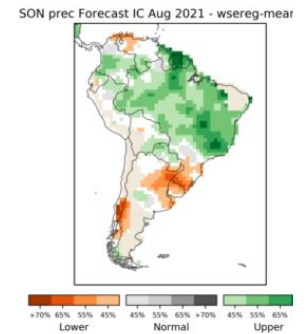 SON prec Forecast IC Aug 2021 - wsereg-mean
+70% 65% 55% 45% 45% 55% 65% +70% 45% 55% 65%
Lower Normal Upper